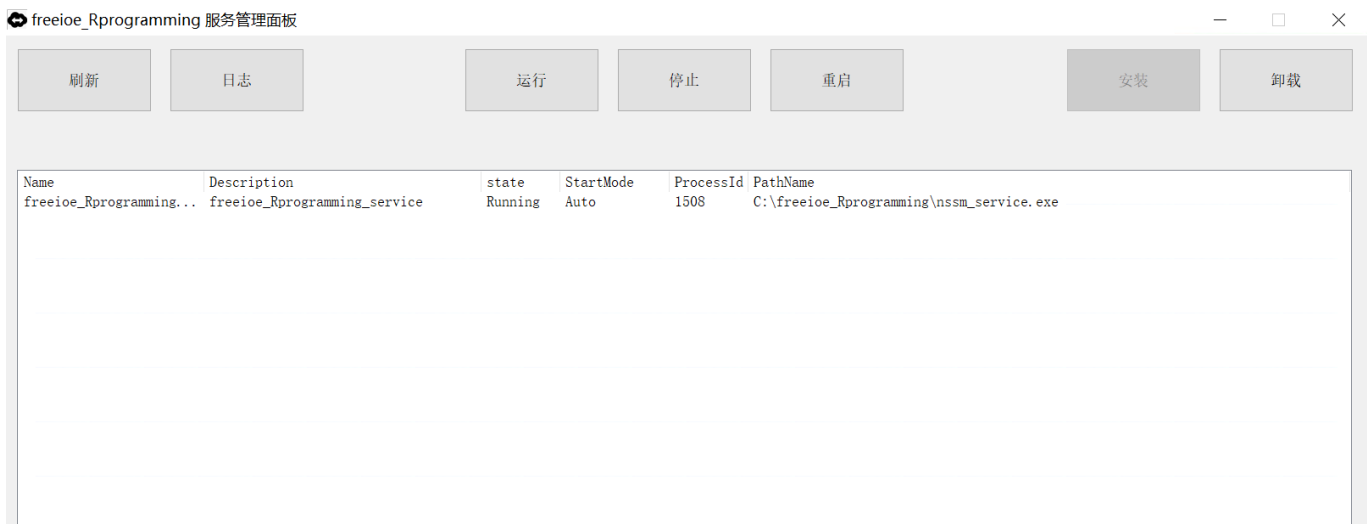 freeioe_Rprogramming 服务管理面板
刷新 日志 运行 停止 重启 安装 卸载
Name Description state StartMode ProcessId PathName
freeioe_Rprogramming... freeioe_Rprogramming_service Running Auto 1508 C:\freeioe_Rprogramming\nssm_service.exe